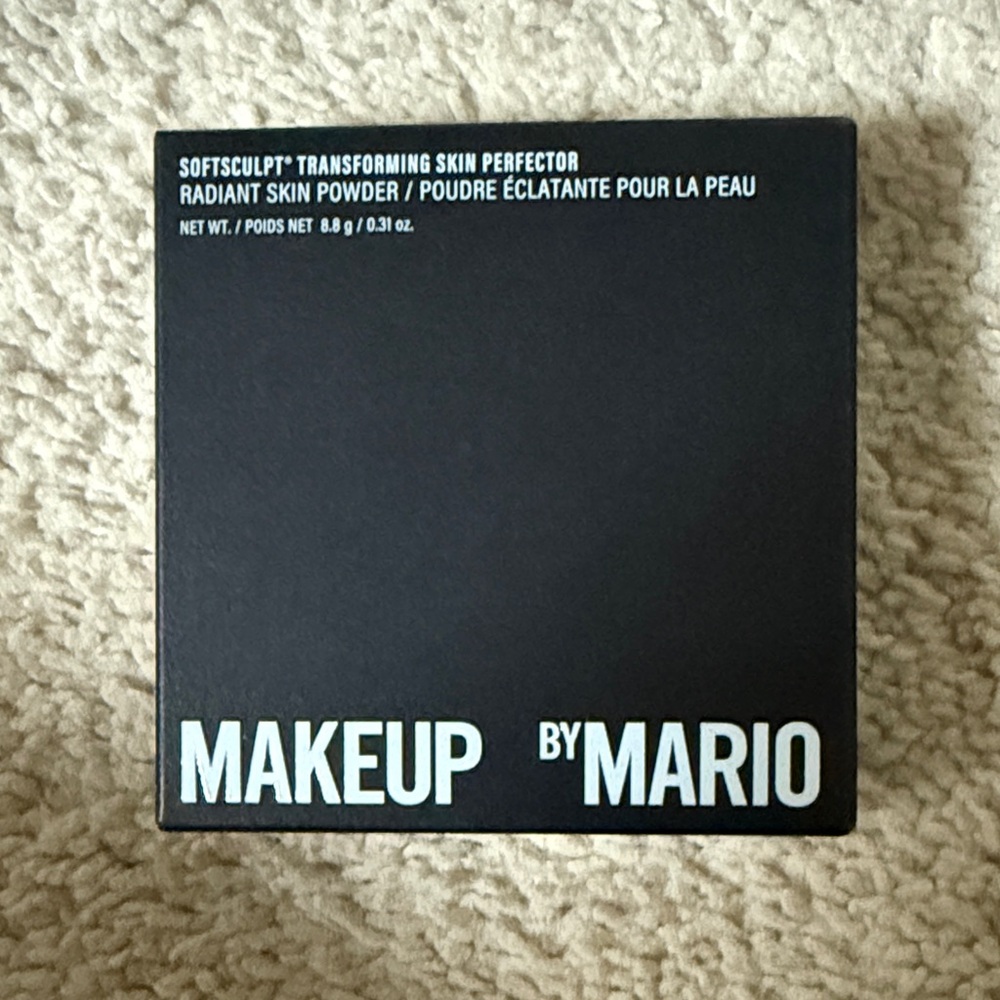 SOFTSCULPT® TRANSFORMING SKIN PERFECTOR
RADIANT SKIN POWDER / POUDRE ÉCLATANTE POUR LA PEAU
NET WT. / POIDS NET 8.8 g / 0.31 oz.
MAKEUP BY MARIO